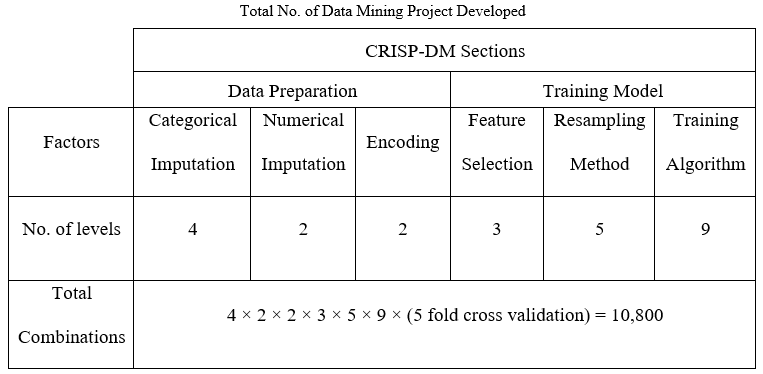 Total No. of Data Mining Project Developed
CRISP-DM Sections
Data Preparation
Training Model
Factors
Categorical
Imputation
Numerical
Imputation
Encoding
Feature
Selection
Resampling
Method
Training
Algorithm
No. of levels
4
2
2
3
5
9
Total
Combinations
4 × 2 × 2 × 3 × 5 × 9 × (5 fold cross validation) = 10,800